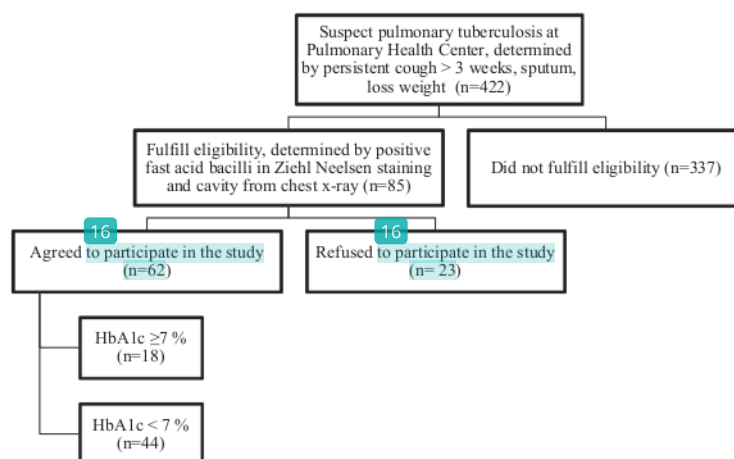 Suspect pulmonary tuberculosis at
Pulmonary Health Center, determined
by persistent cough > 3 weeks, sputum,
loss weight (n=422)
Fulfill eligibility, determined by positive
fast acid bacilli in Ziehl Neelsen staining
and cavity from chest x-ray (n=85)
Did not fulfill eligibility (n=337)
16
Agreed to participate in the study
(n=62)
16
Refused to participate in the study
(n= 23)
HbA1c ≥7 %
(n=18)
HbA1c < 7 %
(n=44)